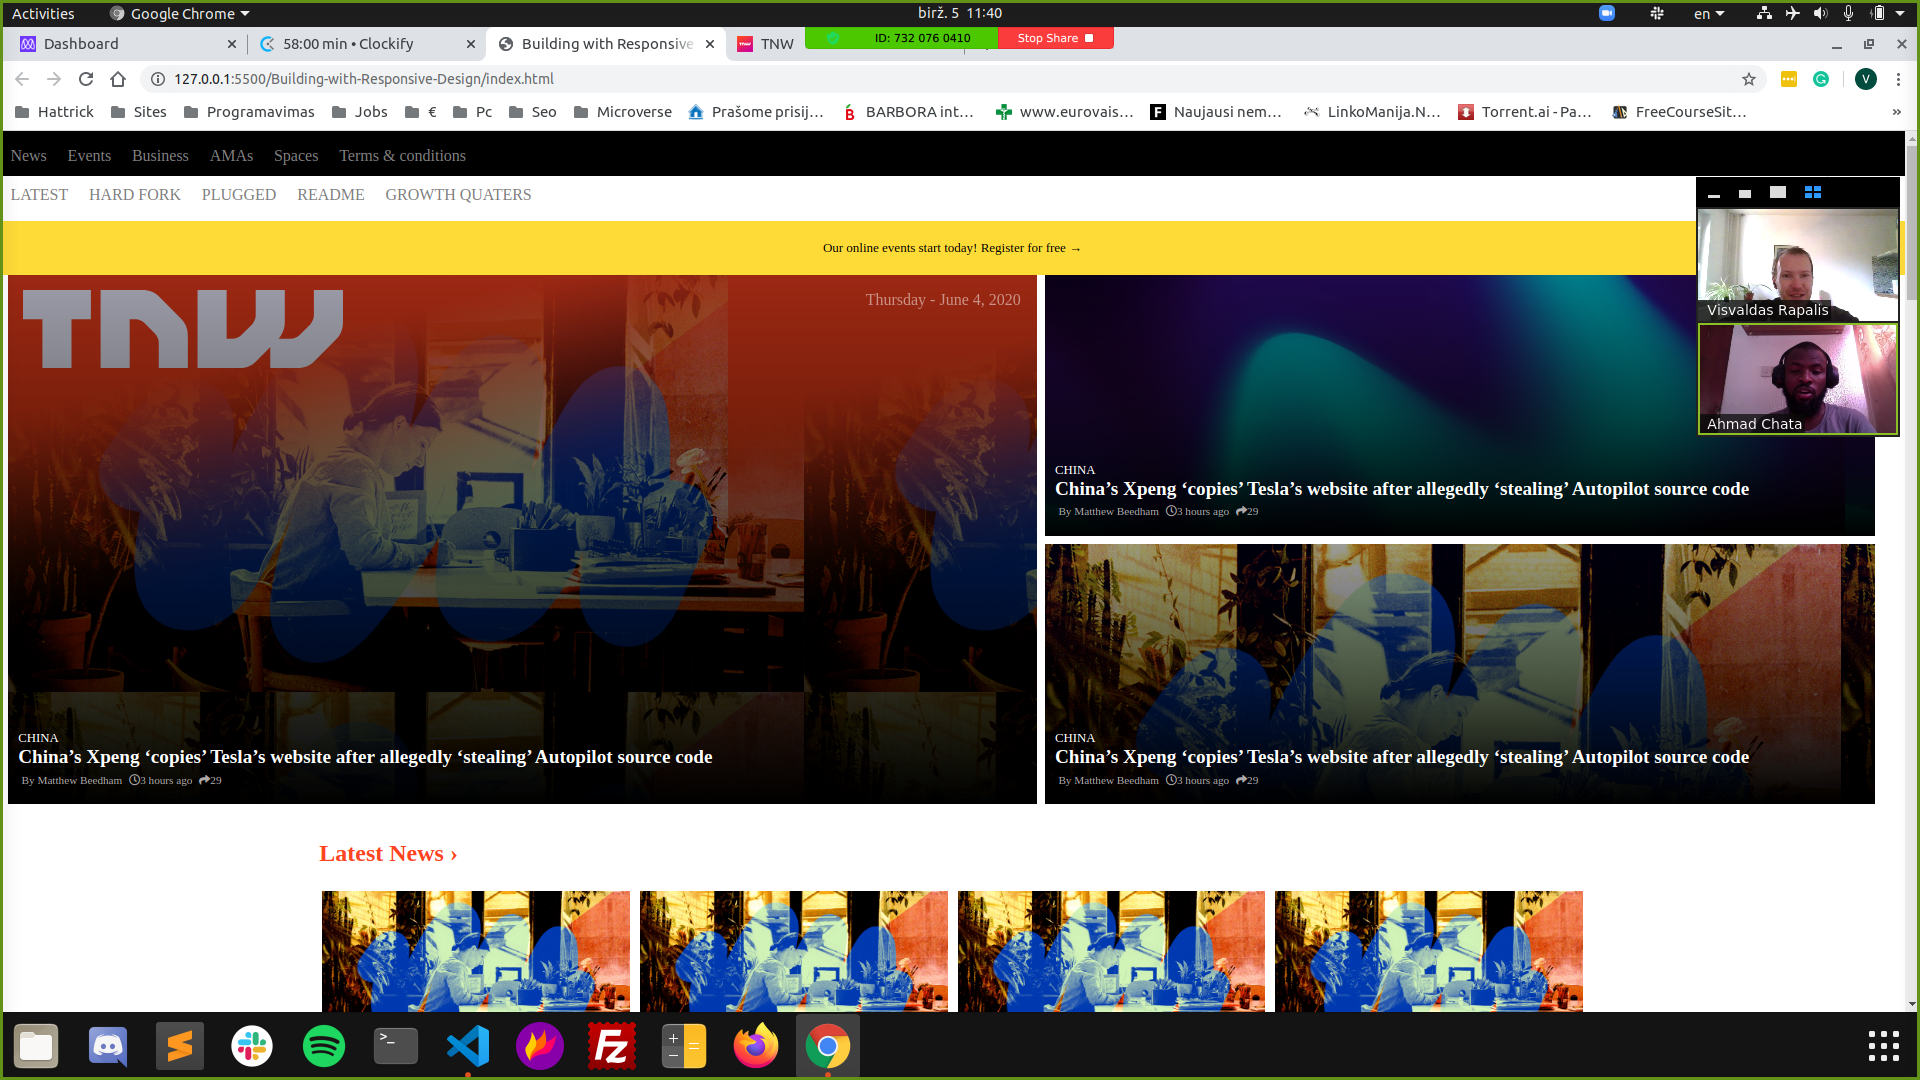 Activities
Google Chrome
birž. 5 11:40
en
Dashboard
58:00 min • Clockify
Building with Responsive
TNW
ID: 732 076 0410
Stop Share
127.0.0.1:5500/Building-with-Responsive-Design/index.html
V
Hattrick
Sites
Programavimas
Jobs
€
Pc
Seo
Microverse
Prašome prisij…
BARBORA int…
www.eurovais…
Naujausi nem…
LinkoManija.N…
Torrent.ai - Pa…
FreeCourseSit…
»
News
Events
Business
AMAs
Spaces
Terms & conditions
LATEST
HARD FORK
PLUGGED
README
GROWTH QUATERS
Our online events start today! Register for free →
TNW
Thursday - June 4, 2020
Visvaldas Rapalis
Ahmad Chata
CHINA
China’s Xpeng ‘copies’ Tesla’s website after allegedly ‘stealing’ Autopilot source code
By Matthew Beedham 3 hours ago 29
CHINA
China’s Xpeng ‘copies’ Tesla’s website after allegedly ‘stealing’ Autopilot source code
By Matthew Beedham 3 hours ago 29
CHINA
China’s Xpeng ‘copies’ Tesla’s website after allegedly ‘stealing’ Autopilot source code
By Matthew Beedham 3 hours ago 29
Latest News ›
Fz